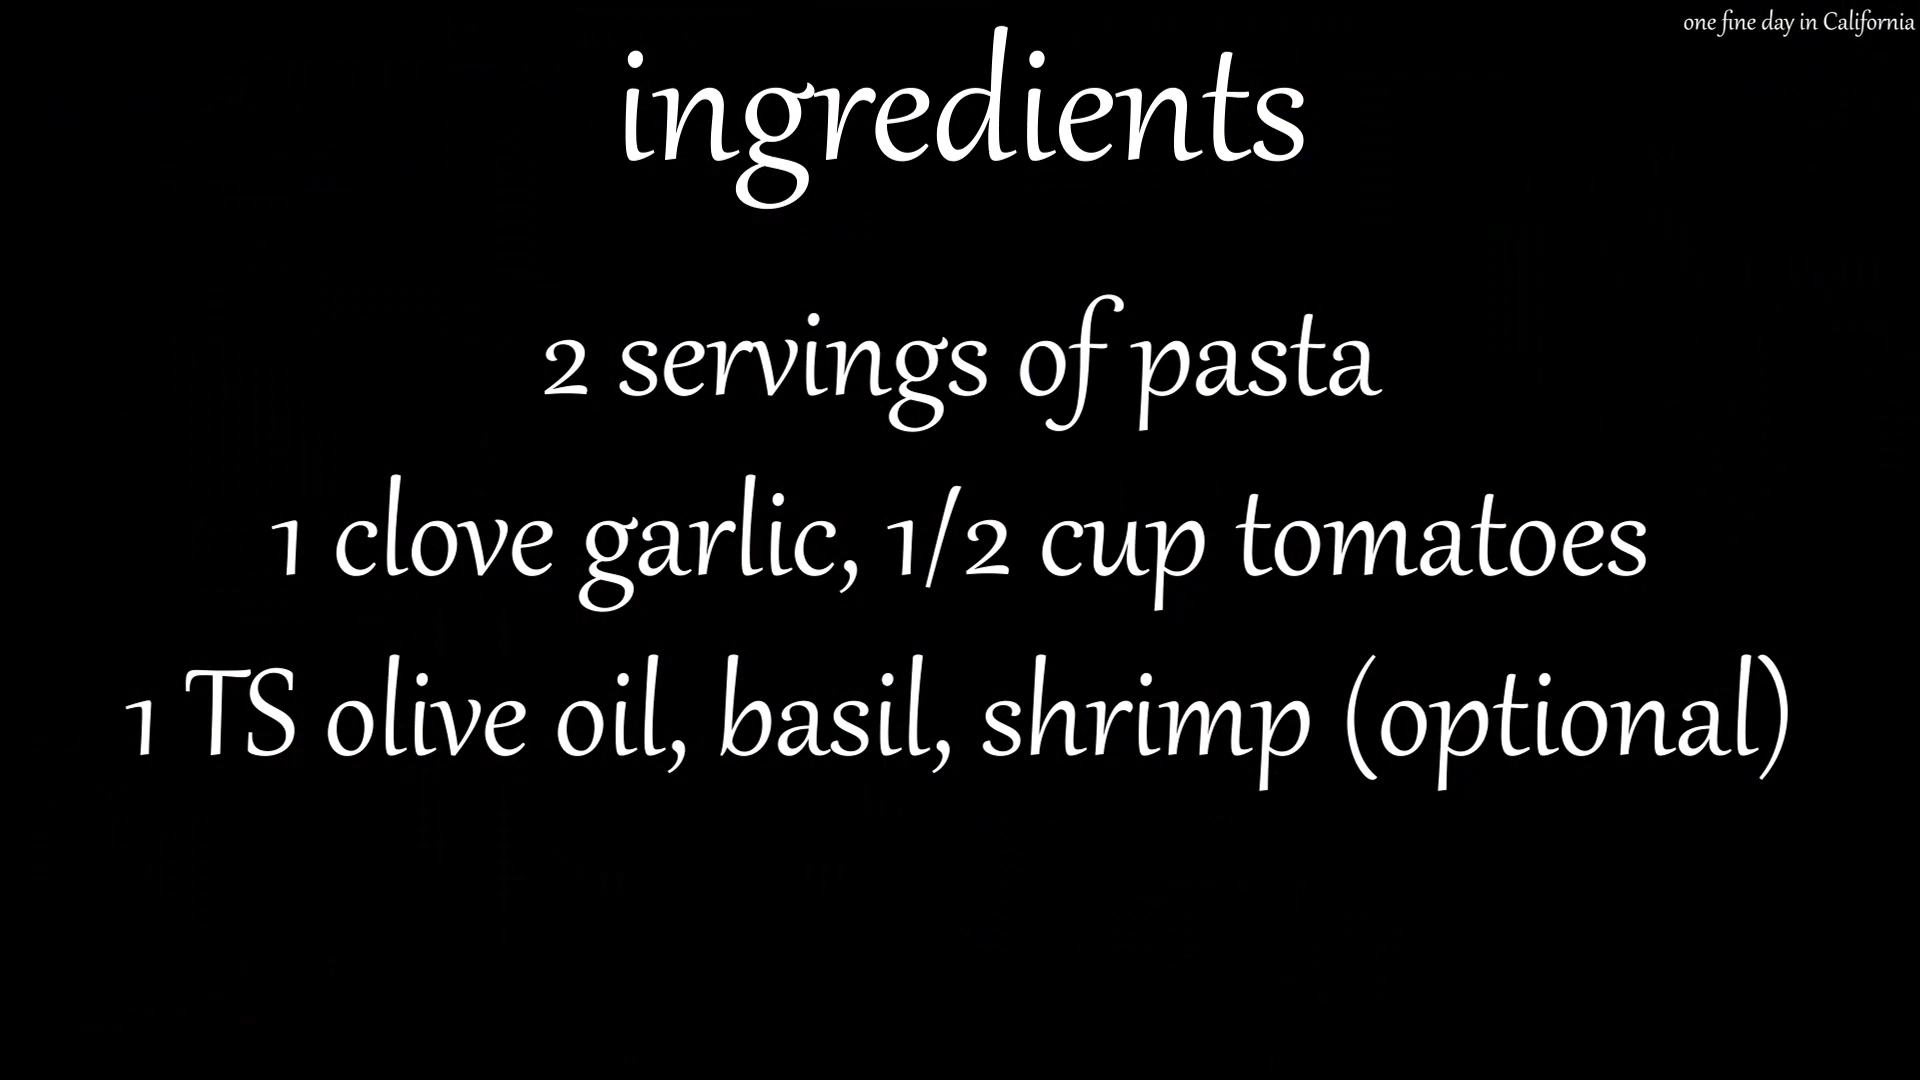 one fine day in California
ingredients
2 servings of pasta
1 clove garlic, 1/2 cup tomatoes
1 TS olive oil, basil, shrimp (optional)